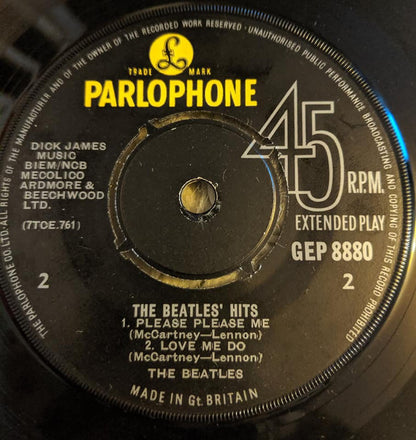 THE PARLOPHONE CO.LTD.·ALL RIGHTS OF THE MANUFACTURER AND OF THE OWNER OF THE RECORDED WORK RESERVED·UNAUTHORISED PUBLIC PERFORMANCE BROADCASTING AND COPYING OF THIS RECORD PROHIBITED
£
TRADE MARK
PARLOPHONE
45
R.P.M.
EXTENDED PLAY
GEP 8880
DICK JAMES
MUSIC
BIEM/NCB
MECOLICO
ARDMORE &
BEECHWOOD
LTD.
(7TCE.761)
2
2
THE BEATLES' HITS
1. PLEASE PLEASE ME
(McCartney—Lennon)
2. LOVE ME DO
(McCartney—Lennon)
THE BEATLES
MADE IN Gt. BRITAIN